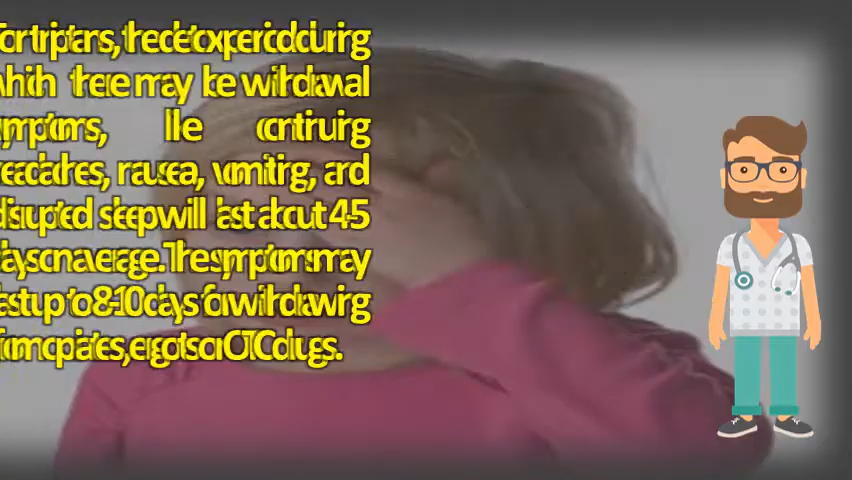 For triptans, the detox period during
which there may be withdrawal
symptoms, like continuing
headaches, nausea, vomiting, and
disrupted sleep will last about 4-5
days on average. The symptoms may
last up to 8-10 days for withdrawing
from opiates, ergots or OTC drugs.